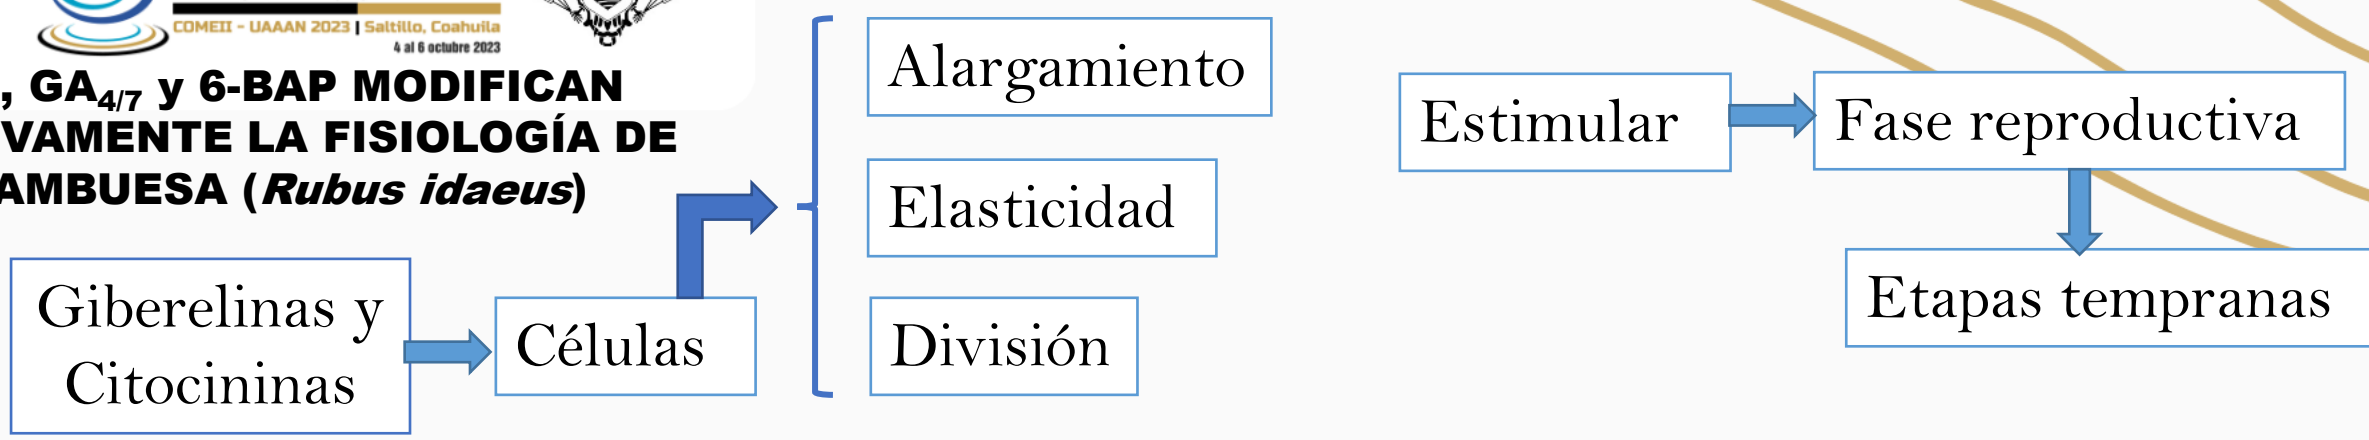 COMEII - UAAAN 2023 | Saltillo, Coahuila
4 al 6 octubre 2023
, GA4/7 y 6-BAP MODIFICAN
VAMENTE LA FISIOLOGÍA DE
AMBUESA (Rubus idaeus)
Giberelinas y
Citocininas
Células
Alargamiento
Elasticidad
División
Estimular
Fase reproductiva
Etapas tempranas